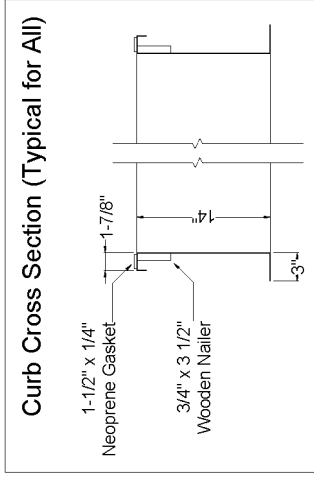 Curb Cross Section (Typical for All)
1-1/2" x 1/4"
Neoprene Gasket
1-7/8"
14"
3/4" x 3 1/2"
Wooden Nailer
3"